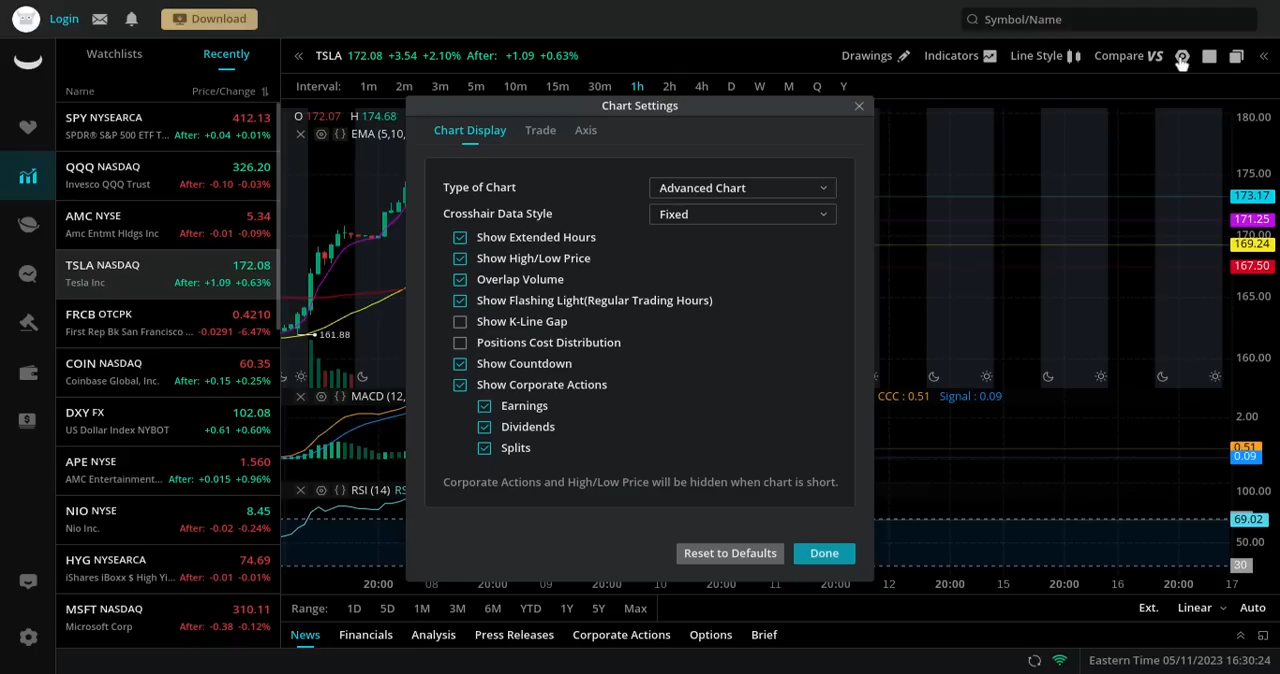 Login
Download
Symbol/Name
Watchlists
Recently
Name
Price/Change
SPY NYSEARCA 412.13
SPDR® S&P 500 ETF T... After: +0.04 +0.01%
QQQ NASDAQ 326.20
Invesco QQQ Trust After: -0.10 -0.03%
AMC NYSE 5.34
Amc Entmt Hldgs Inc After: -0.01 -0.09%
TSLA NASDAQ 172.08
Tesla Inc After: +1.09 +0.63%
FRCB OTCPK 0.4210
First Rep Bk San Francisco ... -0.0291 -6.47%
COIN NASDAQ 60.35
Coinbase Global, Inc. After: +0.15 +0.25%
DXY FX 102.08
US Dollar Index NYBOT +0.61 +0.60%
APE NYSE 1.560
AMC Entertainment... After: +0.015 +0.96%
NIO NYSE 8.45
Nio Inc. After: -0.02 -0.24%
HYG NYSEARCA 74.69
iShares iBoxx $ High Yi... After: -0.01 -0.01%
MSFT NASDAQ 310.11
Microsoft Corp After: -0.38 -0.12%
TSLA 172.08 +3.54 +2.10% After: +1.09 +0.63%
Drawings
Indicators
Line Style
Compare VS
Interval: 1m 2m 3m 5m 10m 15m 30m 1h 2h 4h D W M Q Y
O 172.07 H 174.68
EMA (5,10,
161.88
MACD (12,
CCC : 0.51 Signal : 0.09
RSI (14) RS
Chart Settings
Chart Display
Trade
Axis
Type of Chart Advanced Chart
Crosshair Data Style Fixed
Show Extended Hours
Show High/Low Price
Overlap Volume
Show Flashing Light(Regular Trading Hours)
Show K-Line Gap
Positions Cost Distribution
Show Countdown
Show Corporate Actions
Earnings
Dividends
Splits
Corporate Actions and High/Low Price will be hidden when chart is short.
Reset to Defaults
Done
180.00
175.00
173.17
171.25
170.00
169.24
167.50
165.00
160.00
2.00
0.51
0.09
100.00
69.02
50.00
30
20:00 08 20:00 09 20:00 10 20:00 11 20:00 12 20:00 15 20:00 16 20:00 17
Range: 1D 5D 1M 3M 6M YTD 1Y 5Y Max
Ext. Linear Auto
News Financials Analysis Press Releases Corporate Actions Options Brief
Eastern Time 05/11/2023 16:30:24